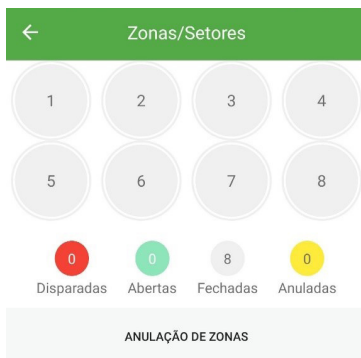 Zonas/Setores
1 2 3 4
5 6 7 8
0 0 8 0
Disparadas Abertas Fechadas Anuladas
ANULAÇÃO DE ZONAS